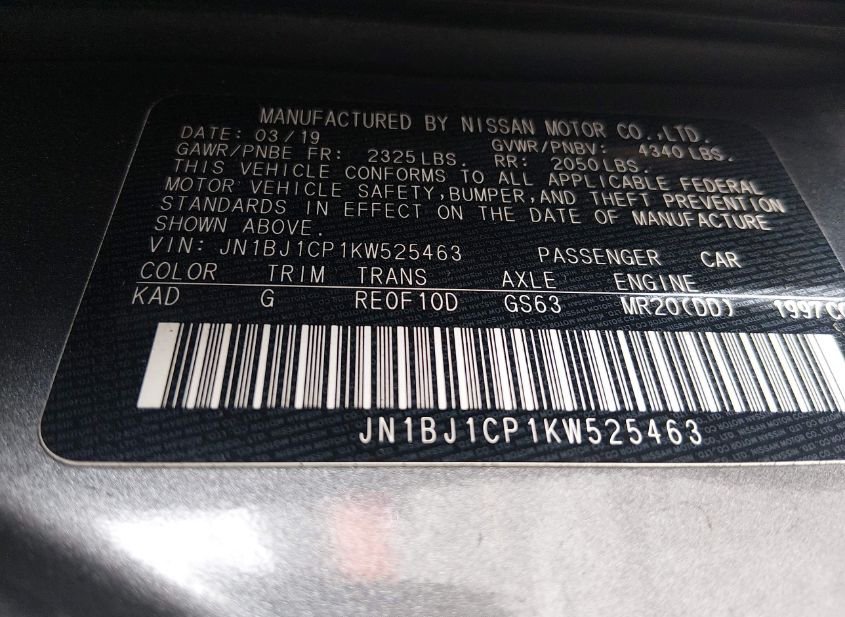 MANUFACTURED BY NISSAN MOTOR CO.,LTD.
DATE: 03/19 GVWR/PNBV: 4340 LBS.
GAWR/PNBE FR: 2325 LBS. RR: 2050 LBS.
THIS VEHICLE CONFORMS TO ALL APPLICABLE FEDERAL
MOTOR VEHICLE SAFETY, BUMPER, AND THEFT PREVENTION
STANDARDS IN EFFECT ON THE DATE OF MANUFACTURE
SHOWN ABOVE.
VIN: JN1BJ1CP1KW525463 PASSENGER CAR
COLOR TRIM TRANS AXLE ENGINE
KAD G RE0F10D GS63 MR20(DD) 1997CC
JN1BJ1CP1KW525463